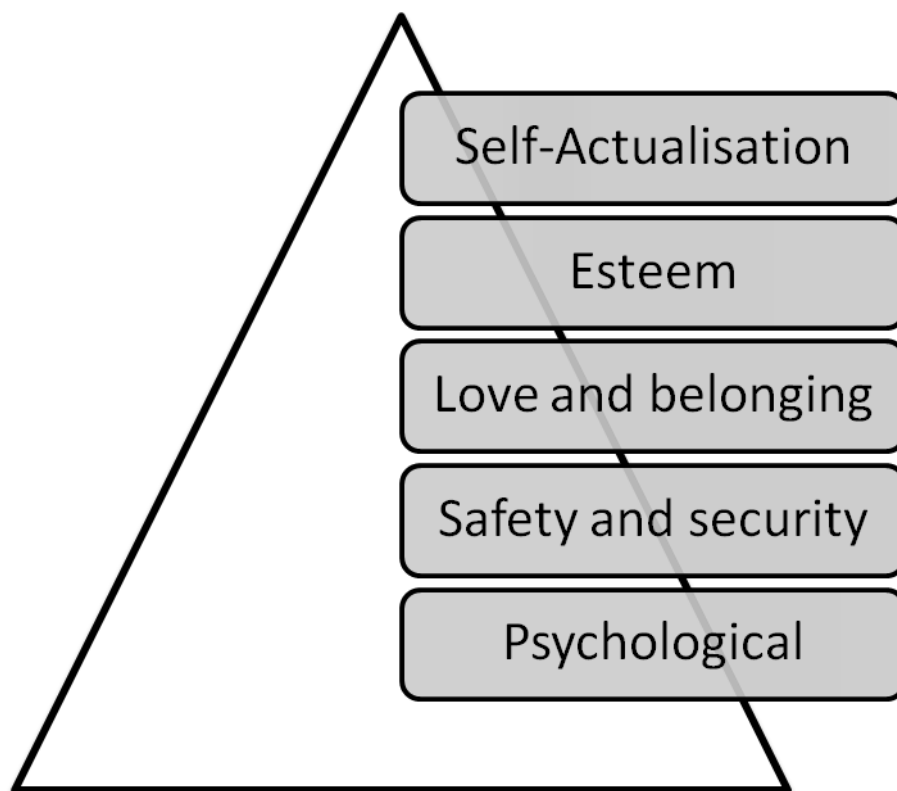 Self-Actualisation
Esteem
Love and belonging
Safety and security
Psychological